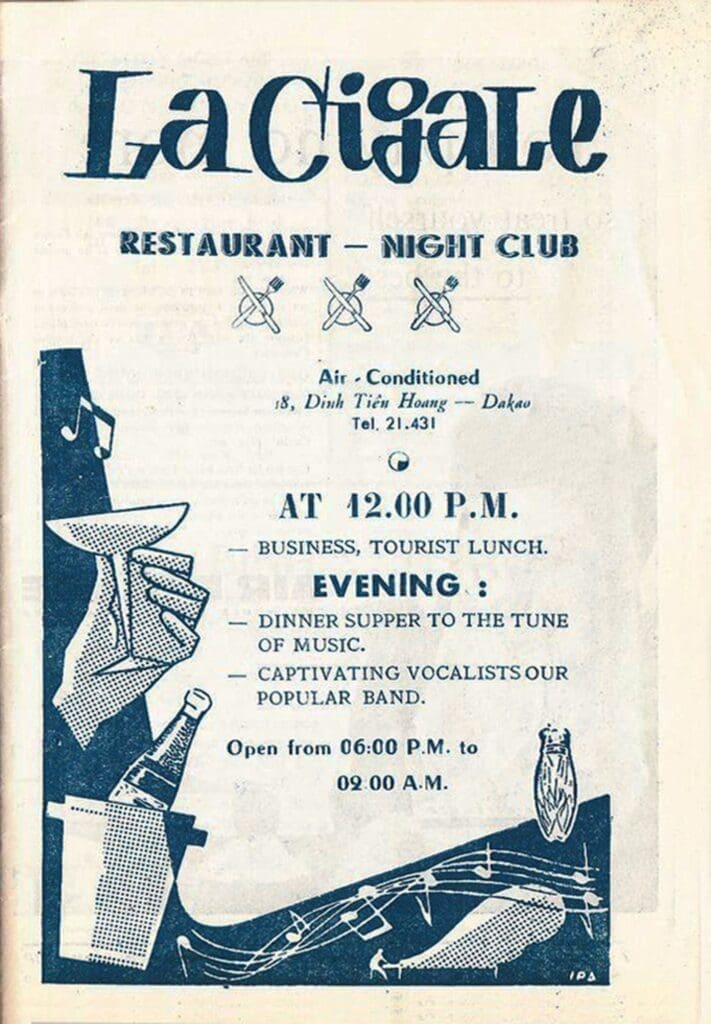 La Cigale
RESTAURANT — NIGHT CLUB
Air - Conditioned
18, Dinh Tiên Hoang — Dakao
Tel. 21.431
AT 12.00 P.M.
— BUSINESS, TOURIST LUNCH.
EVENING :
— DINNER SUPPER TO THE TUNE
OF MUSIC.
— CAPTIVATING VOCALISTS OUR
POPULAR BAND.
Open from 06:00 P.M. to
02.00 A.M.
IPA